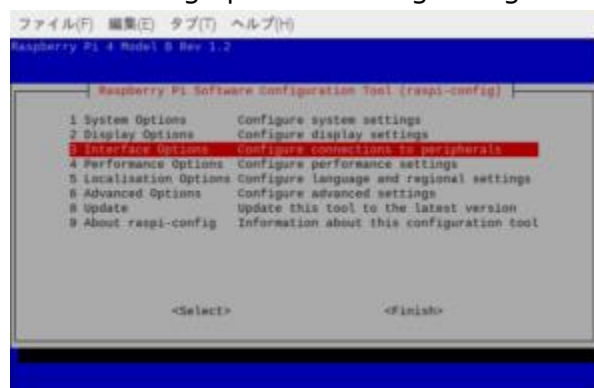 ファイル(F) 編集(E) タブ(T) ヘルプ(H)
Raspberry Pi 4 Model B Rev 1.2
Raspberry Pi Software Configuration Tool (raspi-config)
1 System Options Configure system settings
2 Display Options Configure display settings
3 Interface Options Configure connections to peripherals
4 Performance Options Configure performance settings
5 Localisation Options Configure language and regional settings
6 Advanced Options Configure advanced settings
8 Update Update this tool to the latest version
9 About raspi-config Information about this configuration tool
<Select> <Finish>